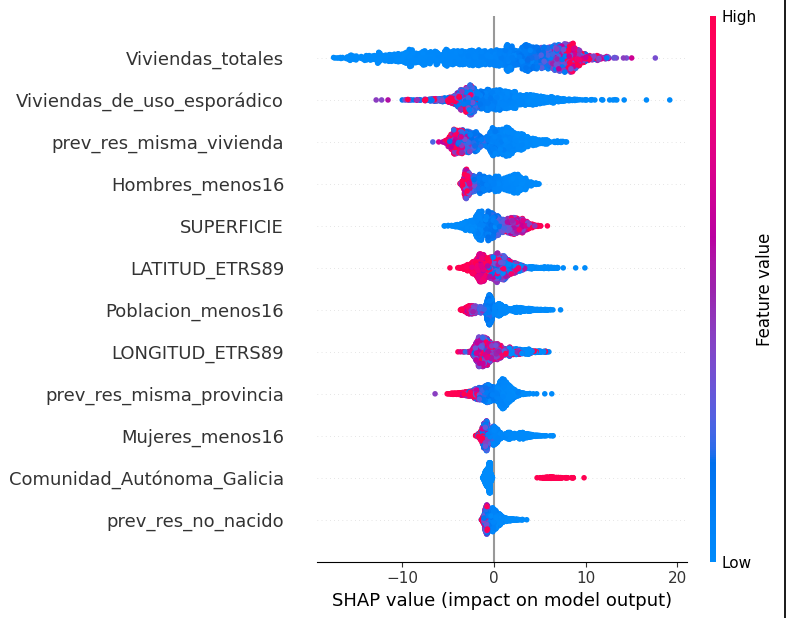 High
Viviendas_totales
Viviendas_de_uso_esporádico
prev_res_misma_vivienda
Hombres_menos16
SUPERFICIE
LATITUD_ETRS89
Poblacion_menos16
LONGITUD_ETRS89
prev_res_misma_provincia
Mujeres_menos16
Comunidad_Autónoma_Galicia
prev_res_no_nacido
Feature value
Low
−10 0 10 20
SHAP value (impact on model output)